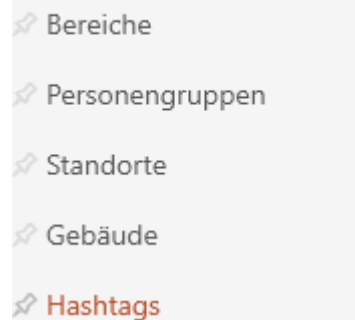 Bereiche
Personengruppen
Standorte
Gebäude
Hashtags